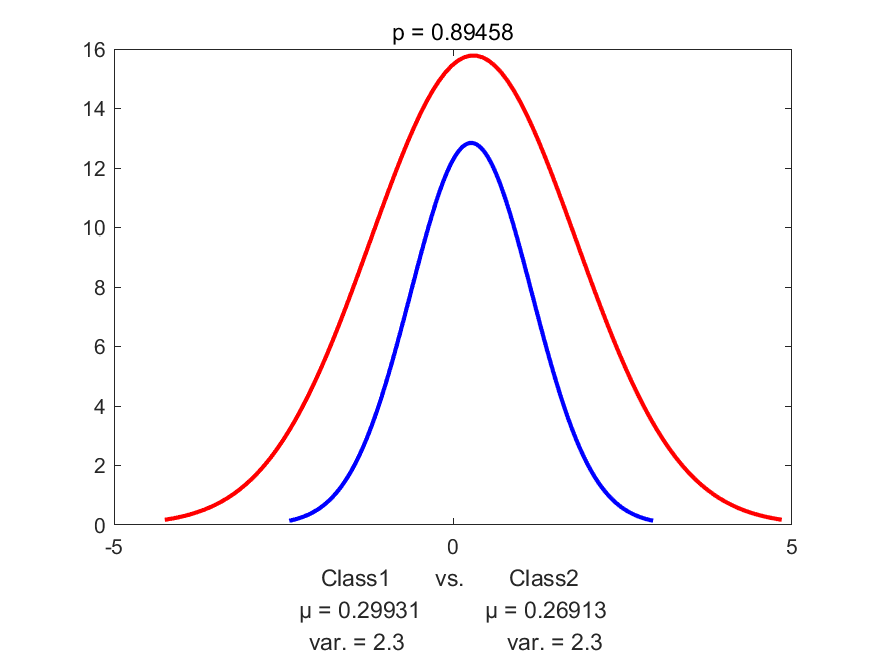 p = 0.89458
16
14
12
10
8
6
4
2
0
-5 0 5
Class1 vs. Class2
μ = 0.29931 μ = 0.26913
var. = 2.3 var. = 2.3